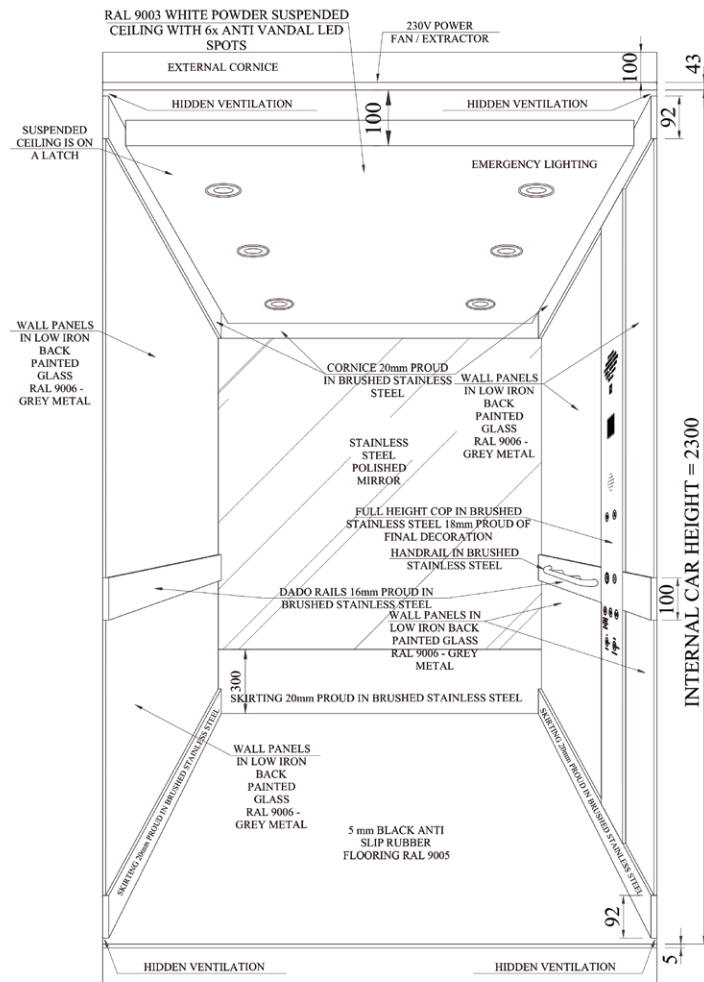 RAL 9003 WHITE POWDER SUSPENDED
CEILING WITH 6x ANTI VANDAL LED
SPOTS
230V POWER
FAN / EXTRACTOR
EXTERNAL CORNICE
100
43
HIDDEN VENTILATION
HIDDEN VENTILATION
100
92
SUSPENDED
CEILING IS ON
A LATCH
EMERGENCY LIGHTING
WALL PANELS
IN LOW IRON
BACK
PAINTED
GLASS
RAL 9006 -
GREY METAL
CORNICE 20mm PROUD
IN BRUSHED STAINLESS
STEEL
WALL PANELS
IN LOW IRON
BACK
PAINTED
GLASS
RAL 9006 -
GREY METAL
STAINLESS
STEEL
POLISHED
MIRROR
FULL HEIGHT COP IN BRUSHED
STAINLESS STEEL 18mm PROUD OF
FINAL DECORATION
HANDRAIL IN BRUSHED
STAINLESS STEEL
DADO RAILS 16mm PROUD IN
BRUSHED STAINLESS STEEL
100
INTERNAL CAR HEIGHT = 2300
WALL PANELS IN
LOW IRON BACK
PAINTED GLASS
RAL 9006 - GREY
METAL
300
SKIRTING 20mm PROUD IN BRUSHED STAINLESS STEEL
SKIRTING 20mm PROUD IN BRUSHED STAINLESS STEEL
SKIRTING 20mm PROUD IN BRUSHED STAINLESS STEEL
WALL PANELS
IN LOW IRON
BACK
PAINTED
GLASS
RAL 9006 -
GREY METAL
5 mm BLACK ANTI
SLIP RUBBER
FLOORING RAL 9005
92
5
HIDDEN VENTILATION
HIDDEN VENTILATION